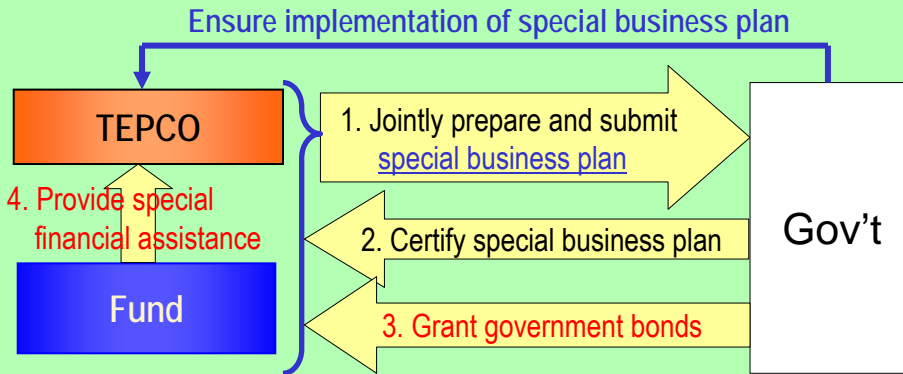 Ensure implementation of special business plan
TEPCO
1. Jointly prepare and submit
special business plan
4. Provide special
financial assistance
2. Certify special business plan
Gov't
Fund
3. Grant government bonds